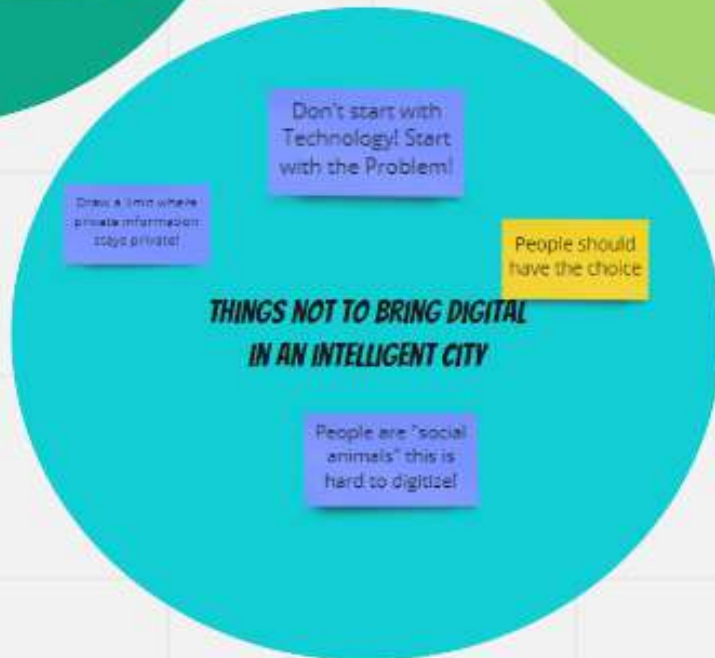 Don't start with
Technology! Start
with the Problem!
Draw a limit where
private information
stays private!
People should
have the choice
THINGS NOT TO BRING DIGITAL
IN AN INTELLIGENT CITY
People are "social
animals" this is
hard to digitize!